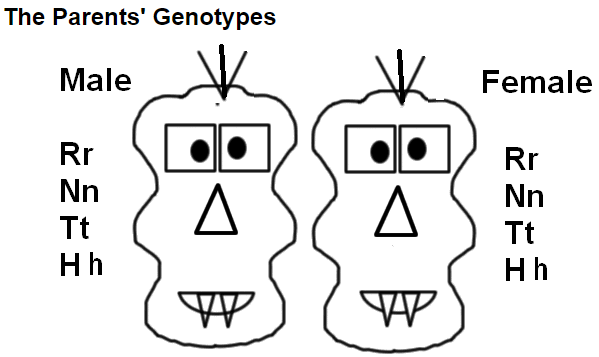 The Parents' Genotypes
Male
Rr
Nn
Tt
H h
Female
Rr
Nn
Tt
H h